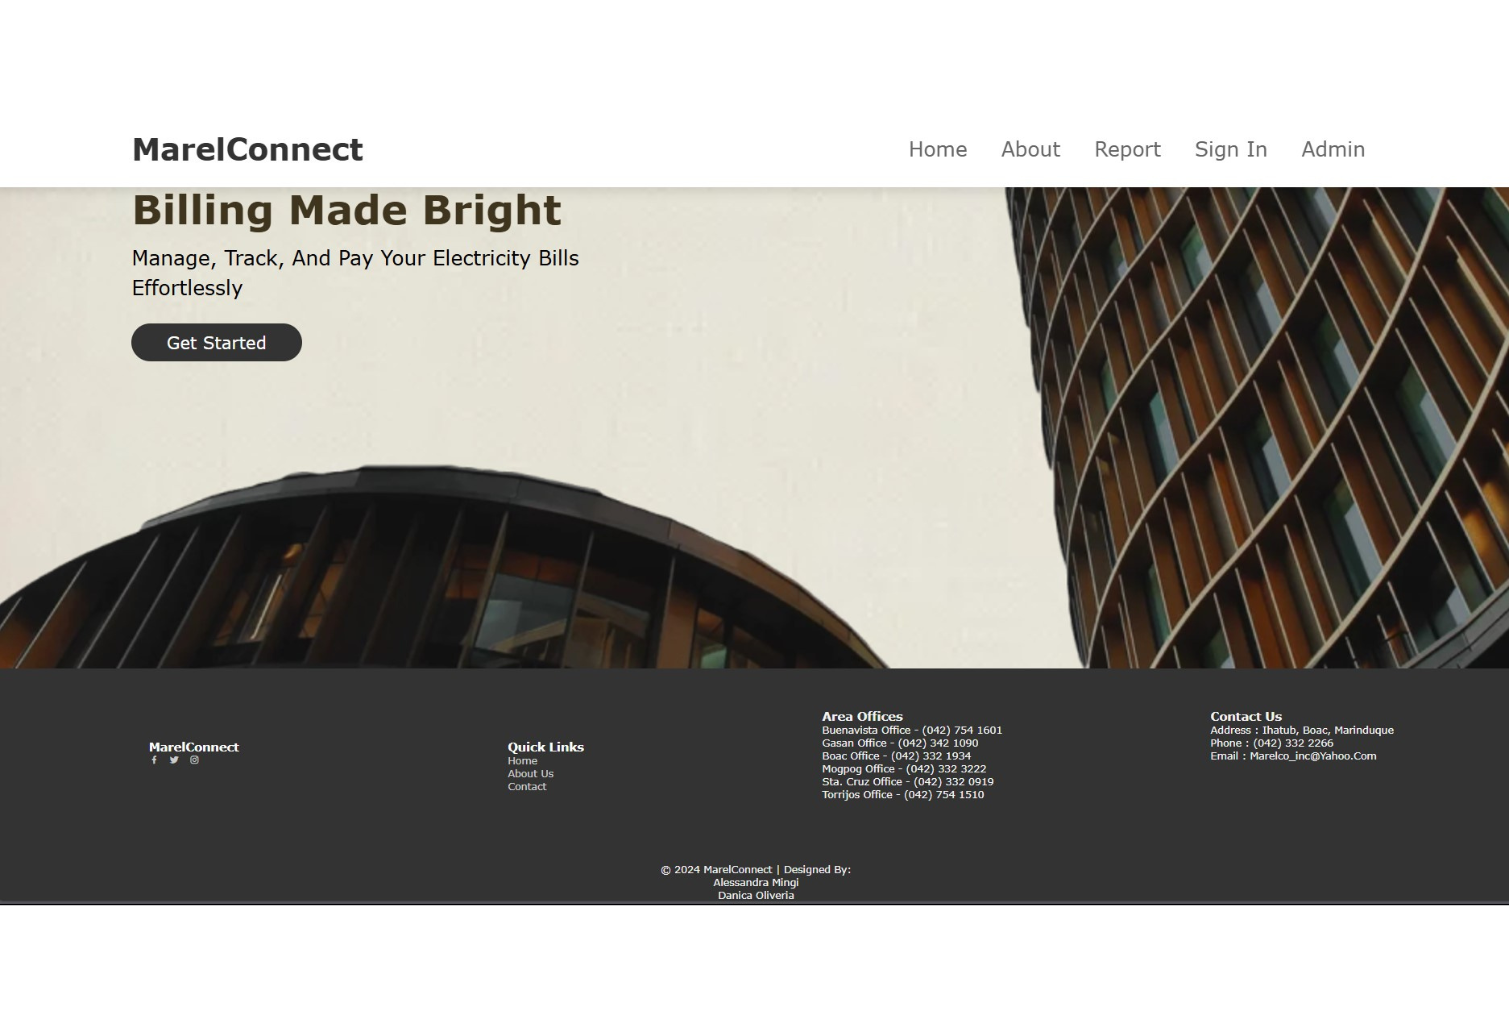 MarelConnect
Home About Report Sign In Admin
Billing Made Bright
Manage, Track, And Pay Your Electricity Bills
Effortlessly
Get Started
MarelConnect
Quick Links
Home
About Us
Contact
Area Offices
Buenavista Office - (042) 754 1601
Gasan Office - (042) 342 1090
Boac Office - (042) 332 1934
Mogpog Office - (042) 332 3222
Sta. Cruz Office - (042) 332 0919
Torrijos Office - (042) 754 1510
Contact Us
Address : Ihatub, Boac, Marinduque
Phone : (042) 332 2266
Email : Marelco_inc@Yahoo.Com
© 2024 MarelConnect | Designed By:
Alessandra Mingi
Danica Oliveria